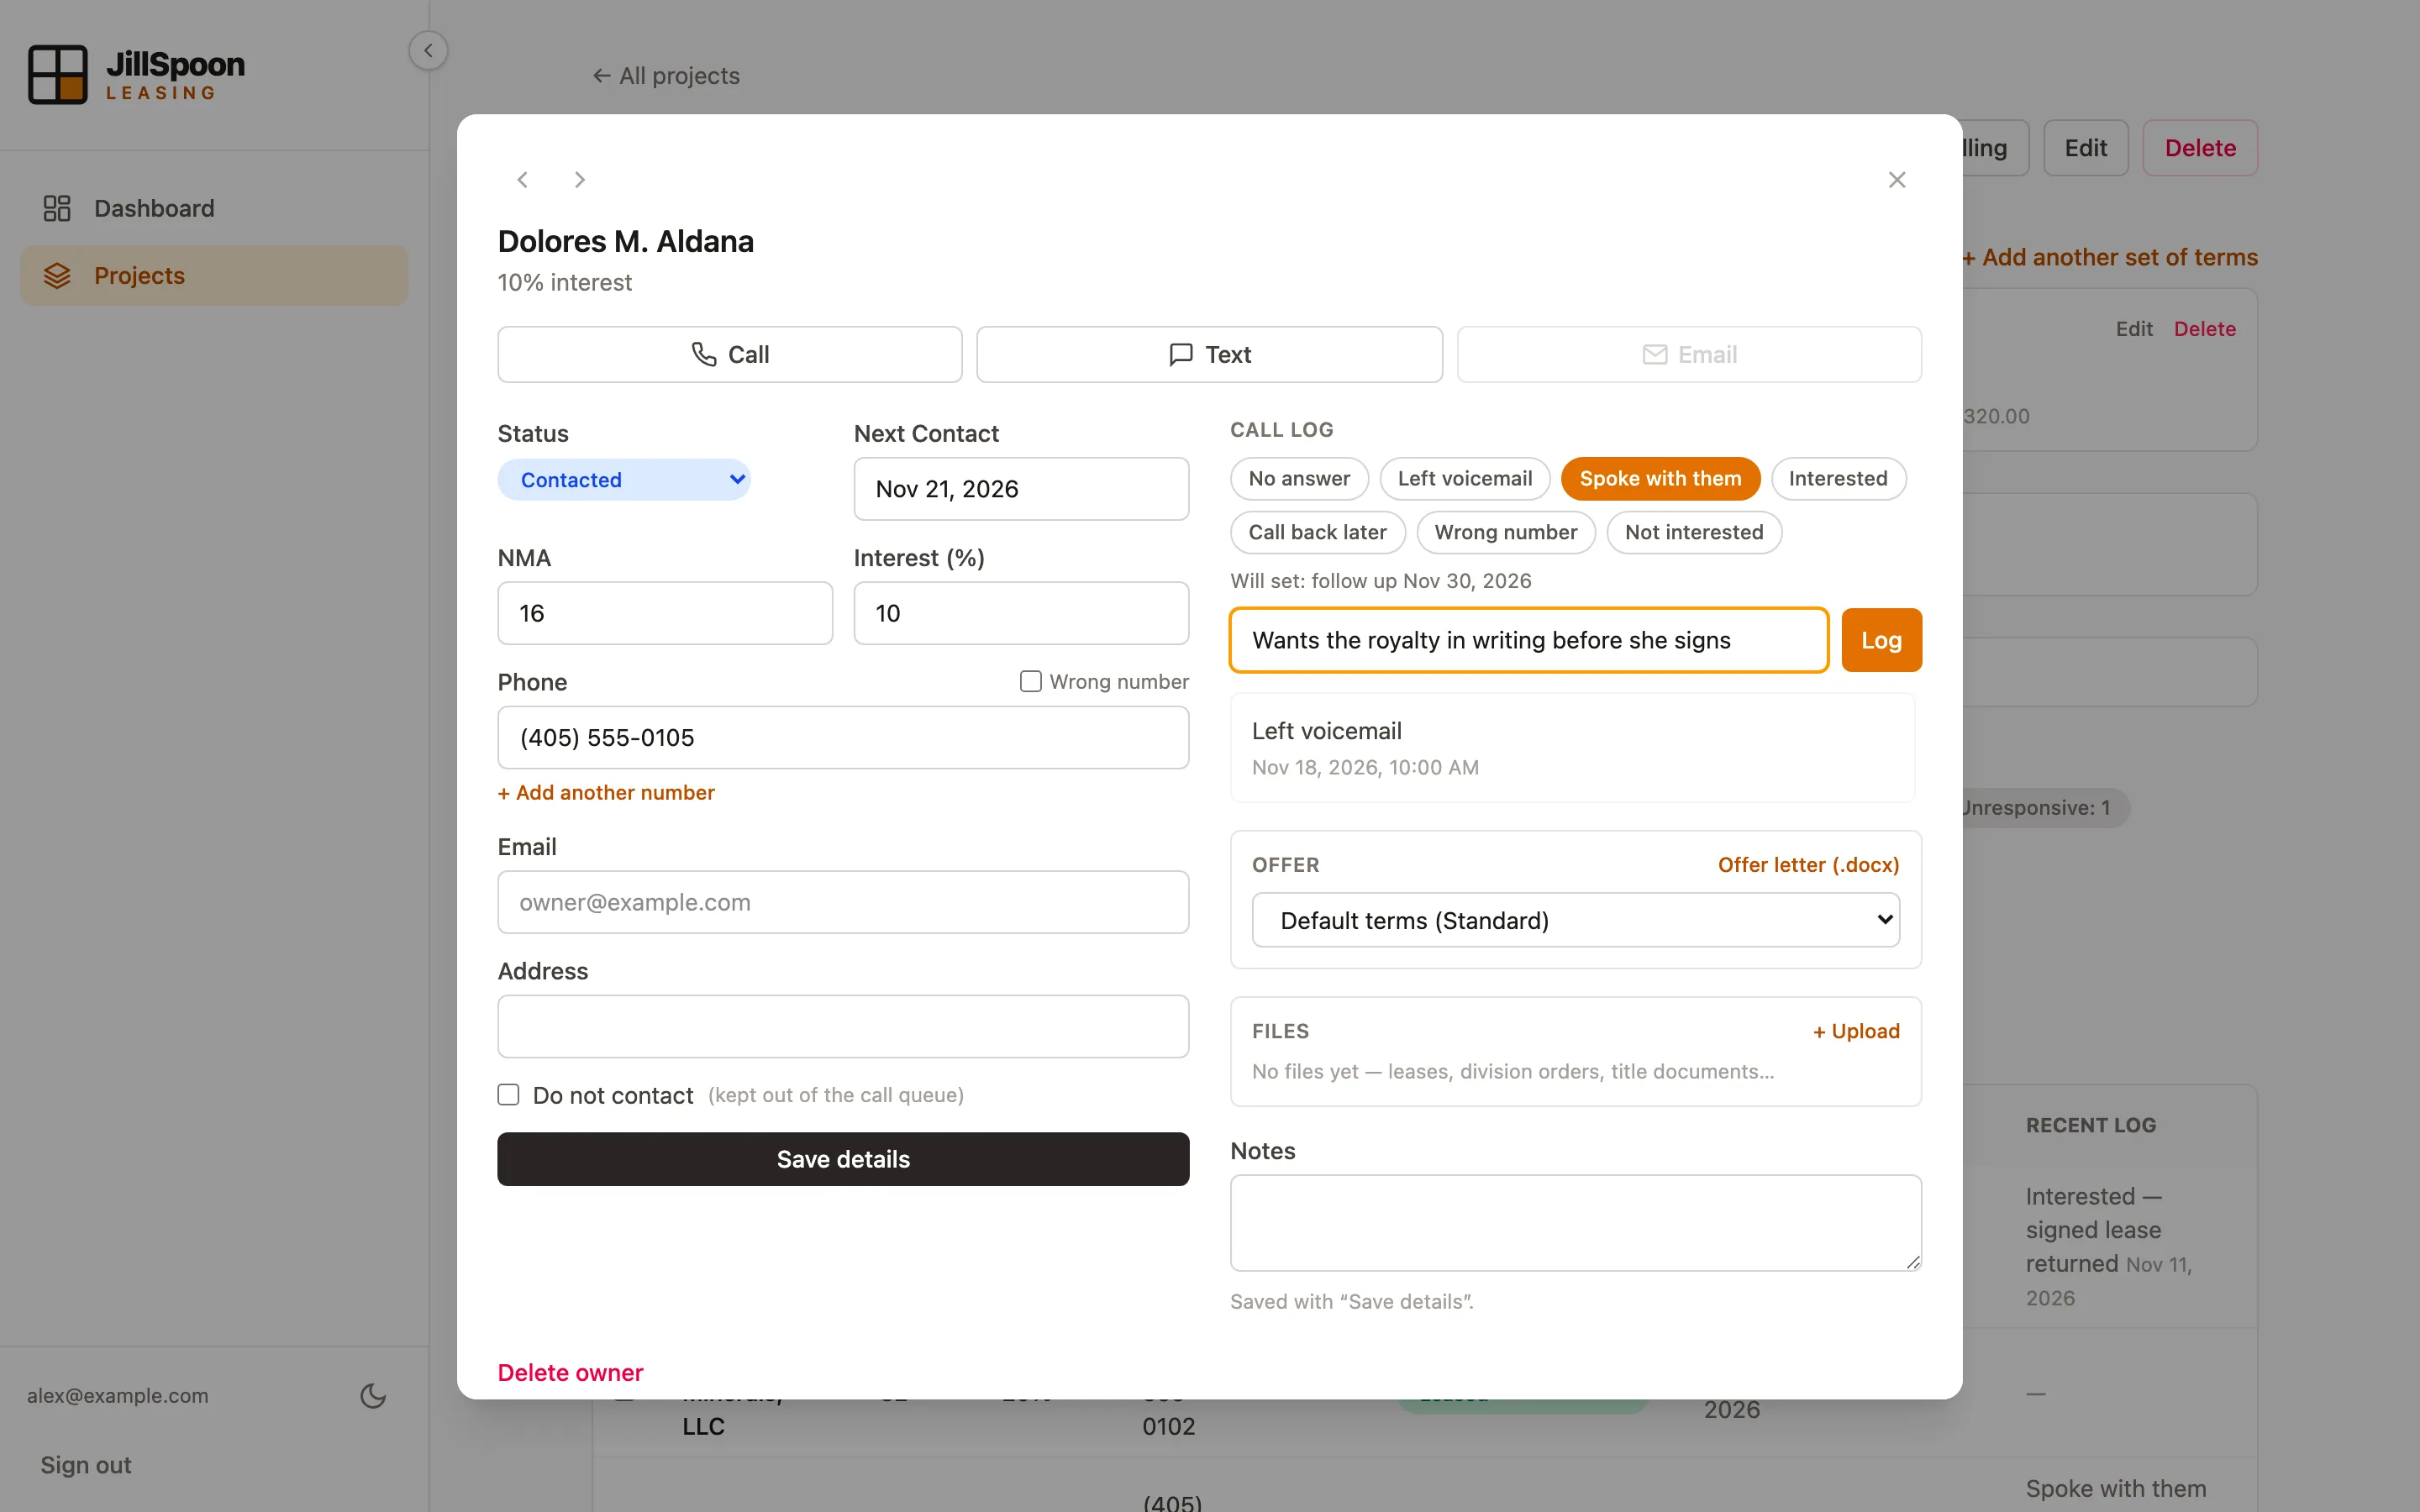 JillSpoon
LEASING
Dashboard
Projects
alex@example.com
Sign out
← All projects
lling
Edit
Delete
+ Add another set of terms
Edit
Delete
320.00
Unresponsive: 1
RECENT LOG
Interested —
signed lease
returned Nov 11,
2026
—
Spoke with them
Dolores M. Aldana
10% interest
Call
Text
Email
Status
Contacted
Next Contact
Nov 21, 2026
NMA
16
Interest (%)
10
Phone
Wrong number
(405) 555-0105
+ Add another number
Email
owner@example.com
Address
Do not contact (kept out of the call queue)
Save details
CALL LOG
No answer
Left voicemail
Spoke with them
Interested
Call back later
Wrong number
Not interested
Will set: follow up Nov 30, 2026
Wants the royalty in writing before she signs
Log
Left voicemail
Nov 18, 2026, 10:00 AM
OFFER
Offer letter (.docx)
Default terms (Standard)
FILES
+ Upload
No files yet — leases, division orders, title documents...
Notes
Saved with “Save details”.
Delete owner
LLC
0102
2026
(405)